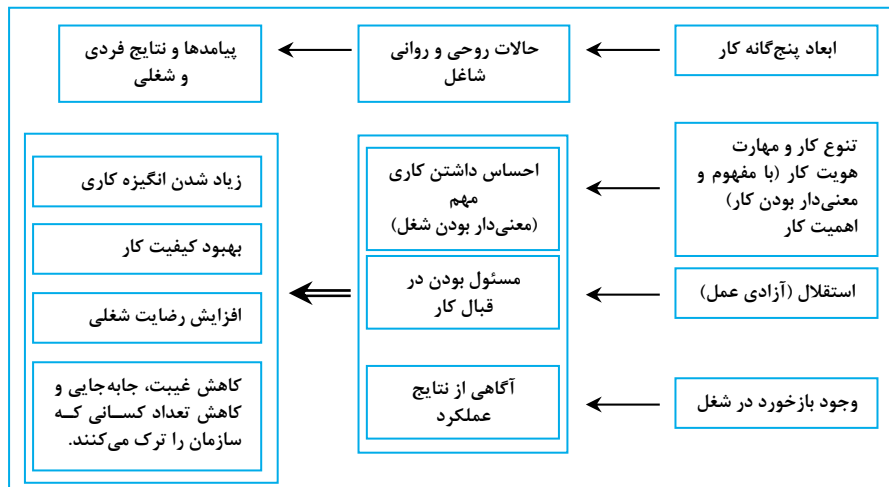 ابعاد پنج‌گانه کار
حالات روحی و روانی
شاغل
پیامدها و نتایج فردی
و شغلی
تنوع کار و مهارت
هویت کار (با مفهوم و
معنی‌دار بودن کار)
اهمیت کار
استقلال (آزادی عمل)
وجود بازخورد در شغل
احساس داشتن کاری
مهم
(معنی‌دار بودن شغل)
مسئول بودن در
قبال کار
آگاهی از نتایج
عملکرد
زیاد شدن انگیزه کاری
بهبود کیفیت کار
افزایش رضایت شغلی
کاهش غیبت، جابه‌جایی و
کاهش تعداد کسـانی کـه
سازمان را ترک می‌کنند.